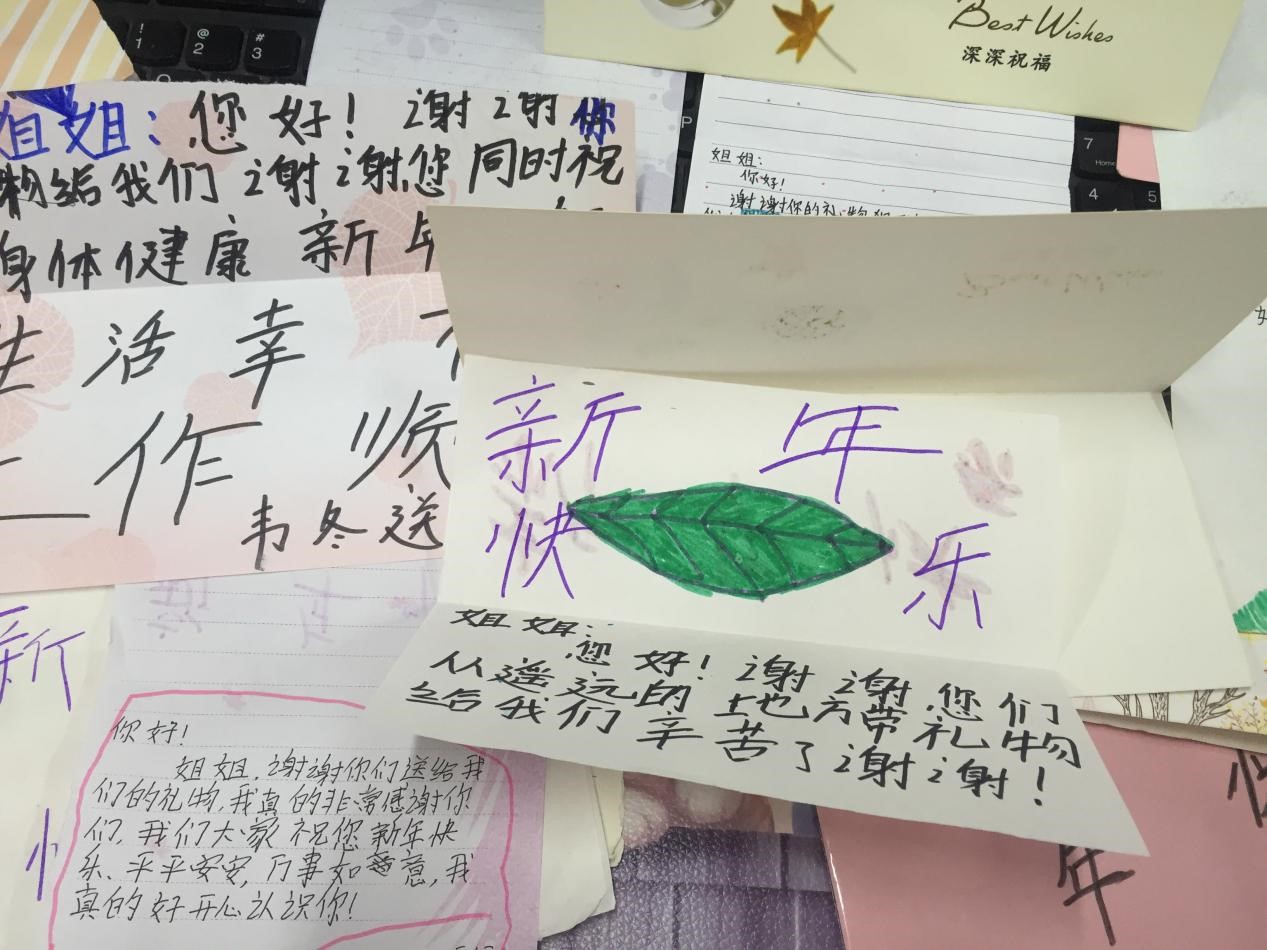 Best Wishes
深深祝福
姐姐：您好！谢谢你
物给我们谢谢您同时祝
身体健康 新年
生活幸
工作顺
韦冬送
姐姐：
你好！
谢谢你的礼物
新年
快乐
姐姐：
您好！谢谢您们
从遥远的地方带礼物
给我们辛苦了谢谢！
新
你好！
姐姐，谢谢你们送给我
们的礼物，我真的非常感谢你
们，我们大家祝您新年快
乐、平平安安，万事如意，我
真的好开心认识你！
年